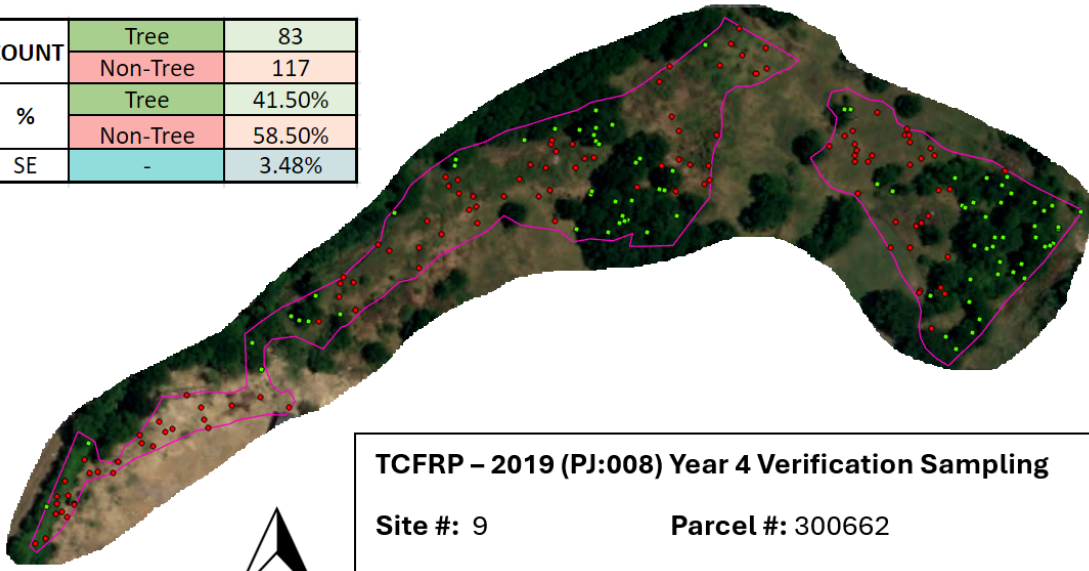 Tree 83
Non-Tree 117
% Tree 41.50%
Non-Tree 58.50%
SE - 3.48%
TCFRP – 2019 (PJ:008) Year 4 Verification Sampling
Site #: 9 Parcel #: 300662